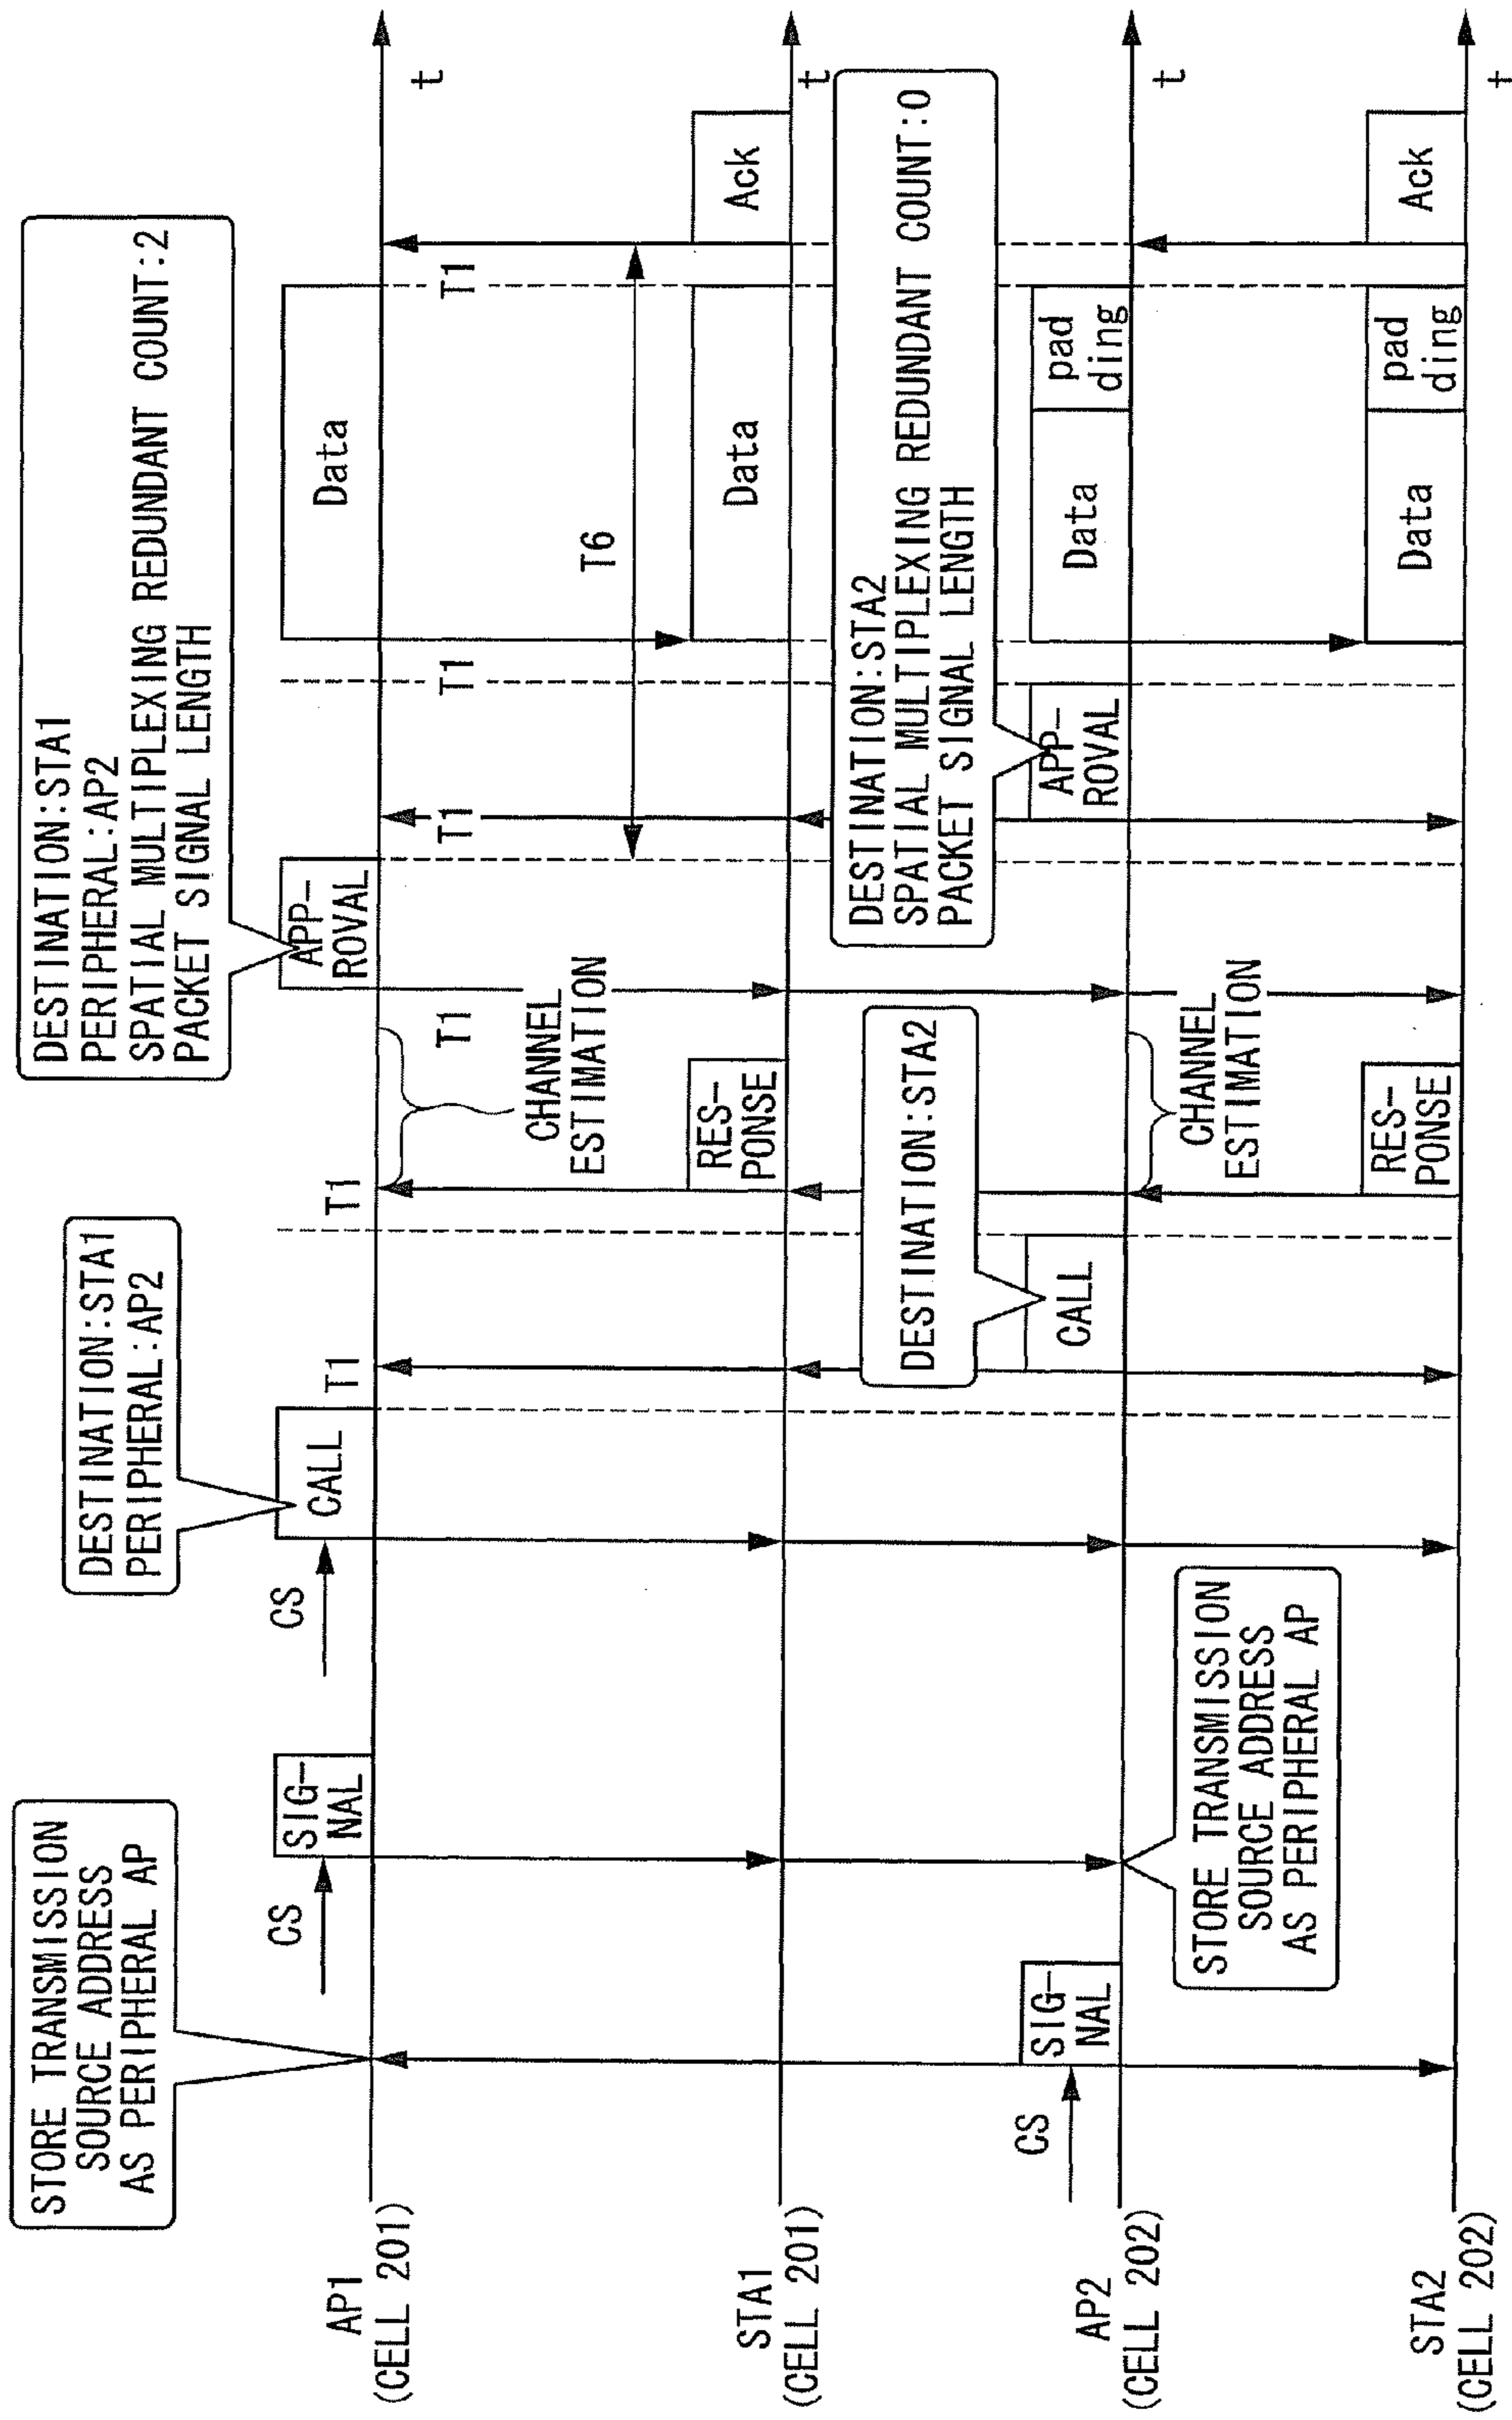 STORE TRANSMISSION
SOURCE ADDRESS
AS PERIPHERAL AP
DESTINATION:STA1
PERIPHERAL:AP2
DESTINATION:STA1
PERIPHERAL:AP2
SPATIAL MULTIPLEXING REDUNDANT COUNT:2
PACKET SIGNAL LENGTH
AP1
(CELL 201)
CS
SIG-
NAL
CS
CALL
T1
T1
T1
APP-
ROVAL
T1
T1
Data
T1
t
CHANNEL
ESTIMATION
T6
STA1
(CELL 201)
RES-
PONSE
Data
Ack
t
DESTINATION:STA2
DESTINATION:STA2
SPATIAL MULTIPLEXING REDUNDANT COUNT:0
PACKET SIGNAL LENGTH
AP2
(CELL 202)
CS
SIG-
NAL
CALL
APP-
ROVAL
Data
pad
ding
t
STORE TRANSMISSION
SOURCE ADDRESS
AS PERIPHERAL AP
CHANNEL
ESTIMATION
STA2
(CELL 202)
RES-
PONSE
Data
pad
ding
Ack
t